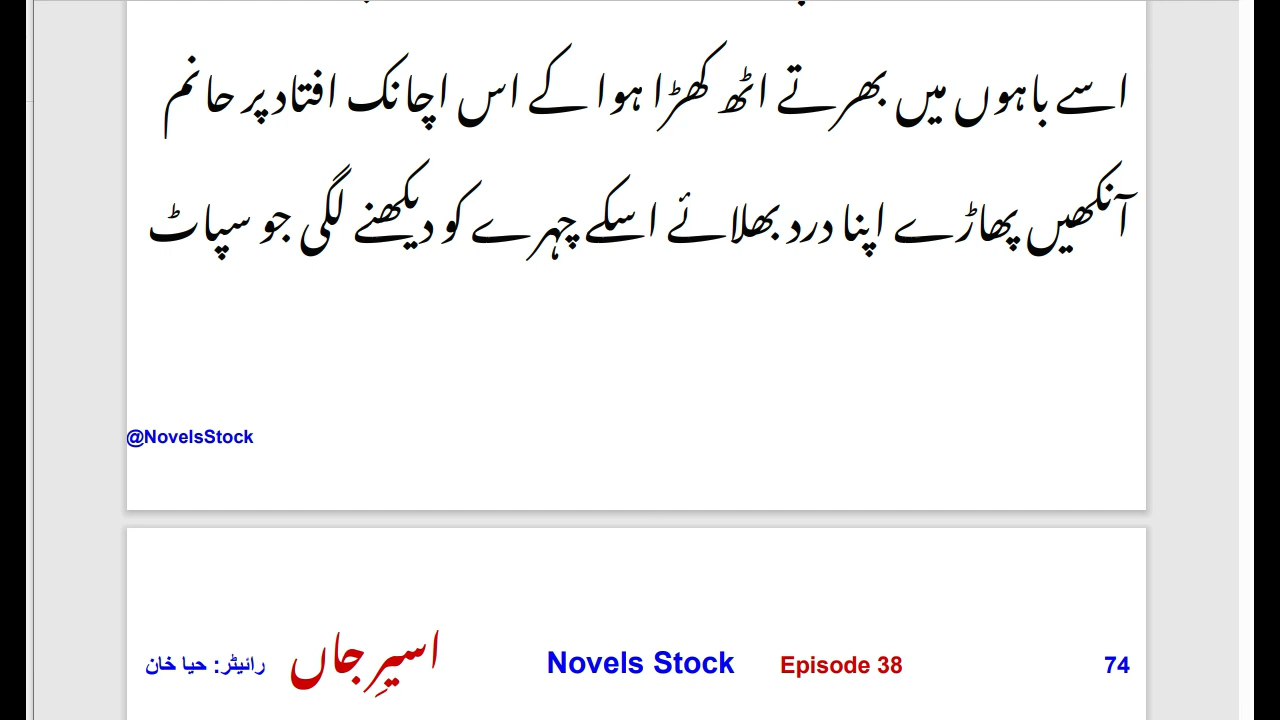 اسے باہوں میں بھرتے اٹھ کھڑا ہوا کے اس اچانک افتاد پر حانم
آنکھیں پھاڑے اپنا درد بھلائے اسکے چہرے کو دیکھنے لگی جو سپاٹ
@NovelsStock
اسیرِ جاں رائیٹر: حیا خان Novels Stock Episode 38 74